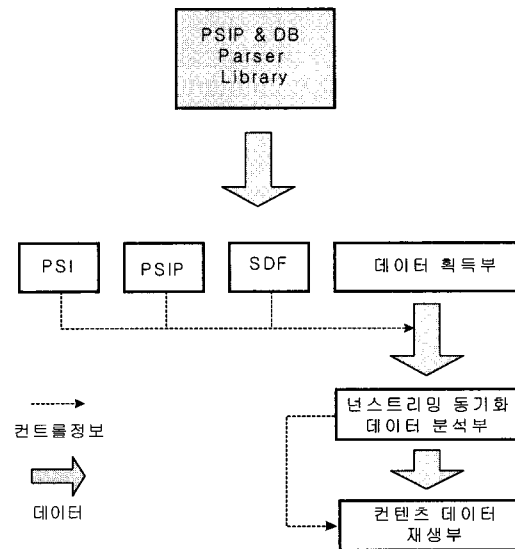 PSIP & DB
Parser
Library
PSI
PSIP
SDF
데이터 획득부
넌스트리밍 동기화
데이터 분석부
컨트롤정보
데이터
컨텐츠 데이터
재생부